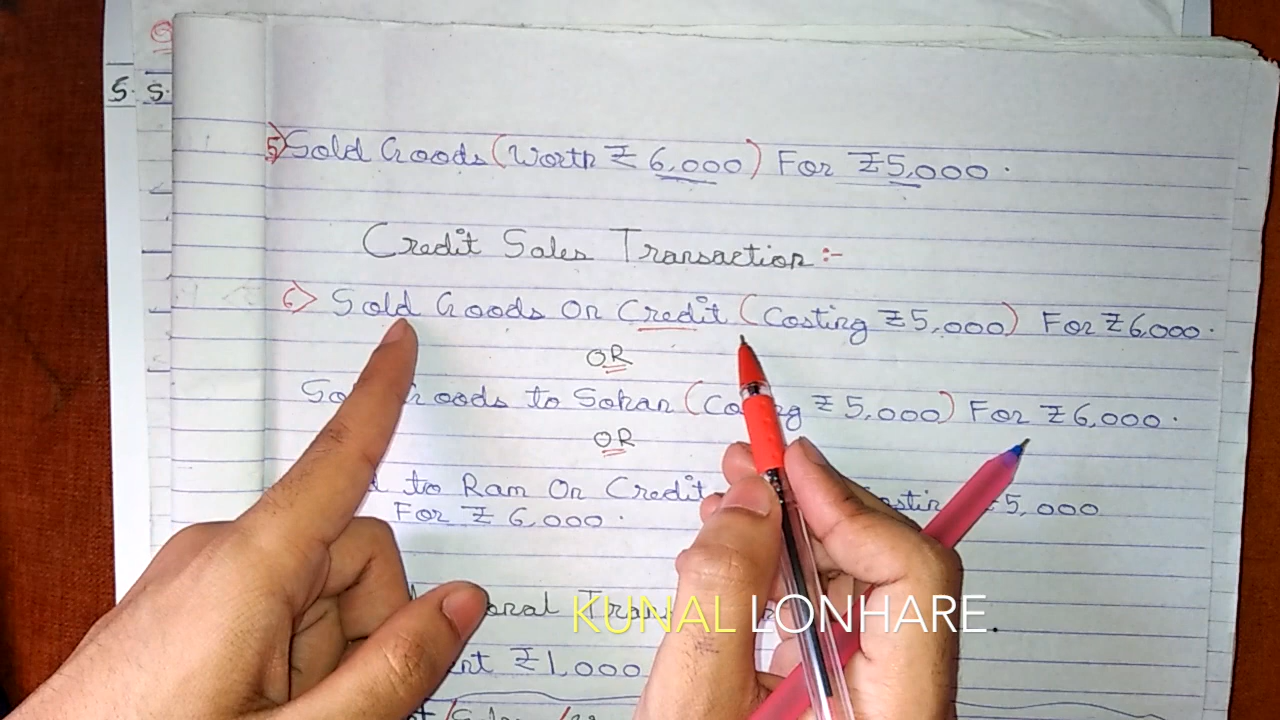 5. S.
5) Sold Goods (Worth ₹ 6,000) For ₹5,000.
Credit Sales Transaction :-
6> Sold Goods On Credit (Costing ₹5,000) For ₹6,000.
OR
Goods to Sohan (Costing ₹5,000) For ₹6,000.
OR
to Ram On Credit ₹5,000
For ₹ 6,000.
KUNAL LONHARE
₹1,000